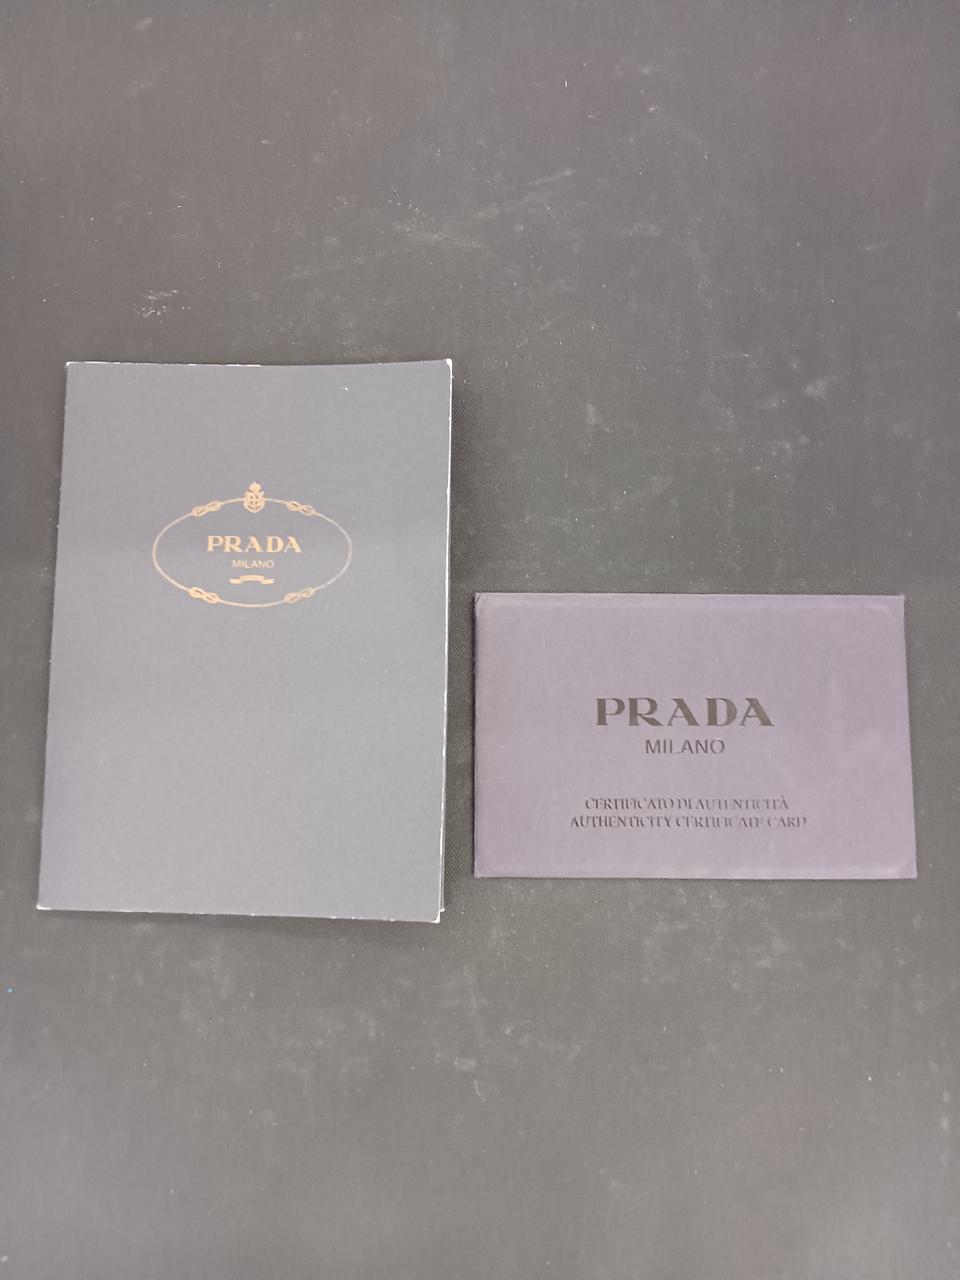 PRADA
MILANO
PRADA
MILANO
CERTIFICATO DI AUTENTICITÀ
AUTHENTICITY CERTIFICATE CARD